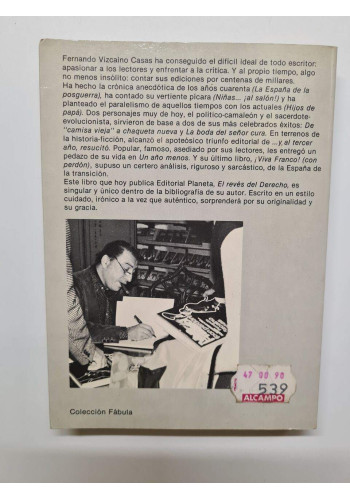 Fernando Vizcaíno Casas ha conseguido el difícil ideal de todo escritor:
apasionar a los lectores y enfrentar a la crítica. Y al propio tiempo, algo
no menos insólito: contar sus ediciones por centenas de millares.
Ha hecho la crónica anecdótica de los años cuarenta (La España de la
posguerra), ha cortado su vertiente pícara (Niñas... ¡al salón!) y ha
planteado el paralelismo de aquellos tiempos con los actuales (Hijos de
papá). Dos personajes muy de hoy, el político-camaleón y el sacerdote-
evolucionista, sirvieron de base a dos de sus más celebrados éxitos: De
"camisa vieja" a chaqueta nueva y La boda del señor cura. En terrenos de
la historia-ficción, alcanzó el apoteósico triunfo editorial de ...y al tercer
año, resucitó. Popular, famoso, asediado por sus lectores, les entregó un
pedazo de su vida en Un año menos. Y su último libro, ¡Viva Franco! (con
perdón), supuso un certero análisis, riguroso y sarcástico, de la España de
la transición.
Este libro que hoy publica Editorial Planeta, El revés del Derecho, es
singular y único dentro de la bibliografía de su autor. Escrito en un estilo
cuidado, irónico a la vez que auténtico, sorprenderá por su originalidad y
su gracia.
539
ALCAMPO
Colección Fábula